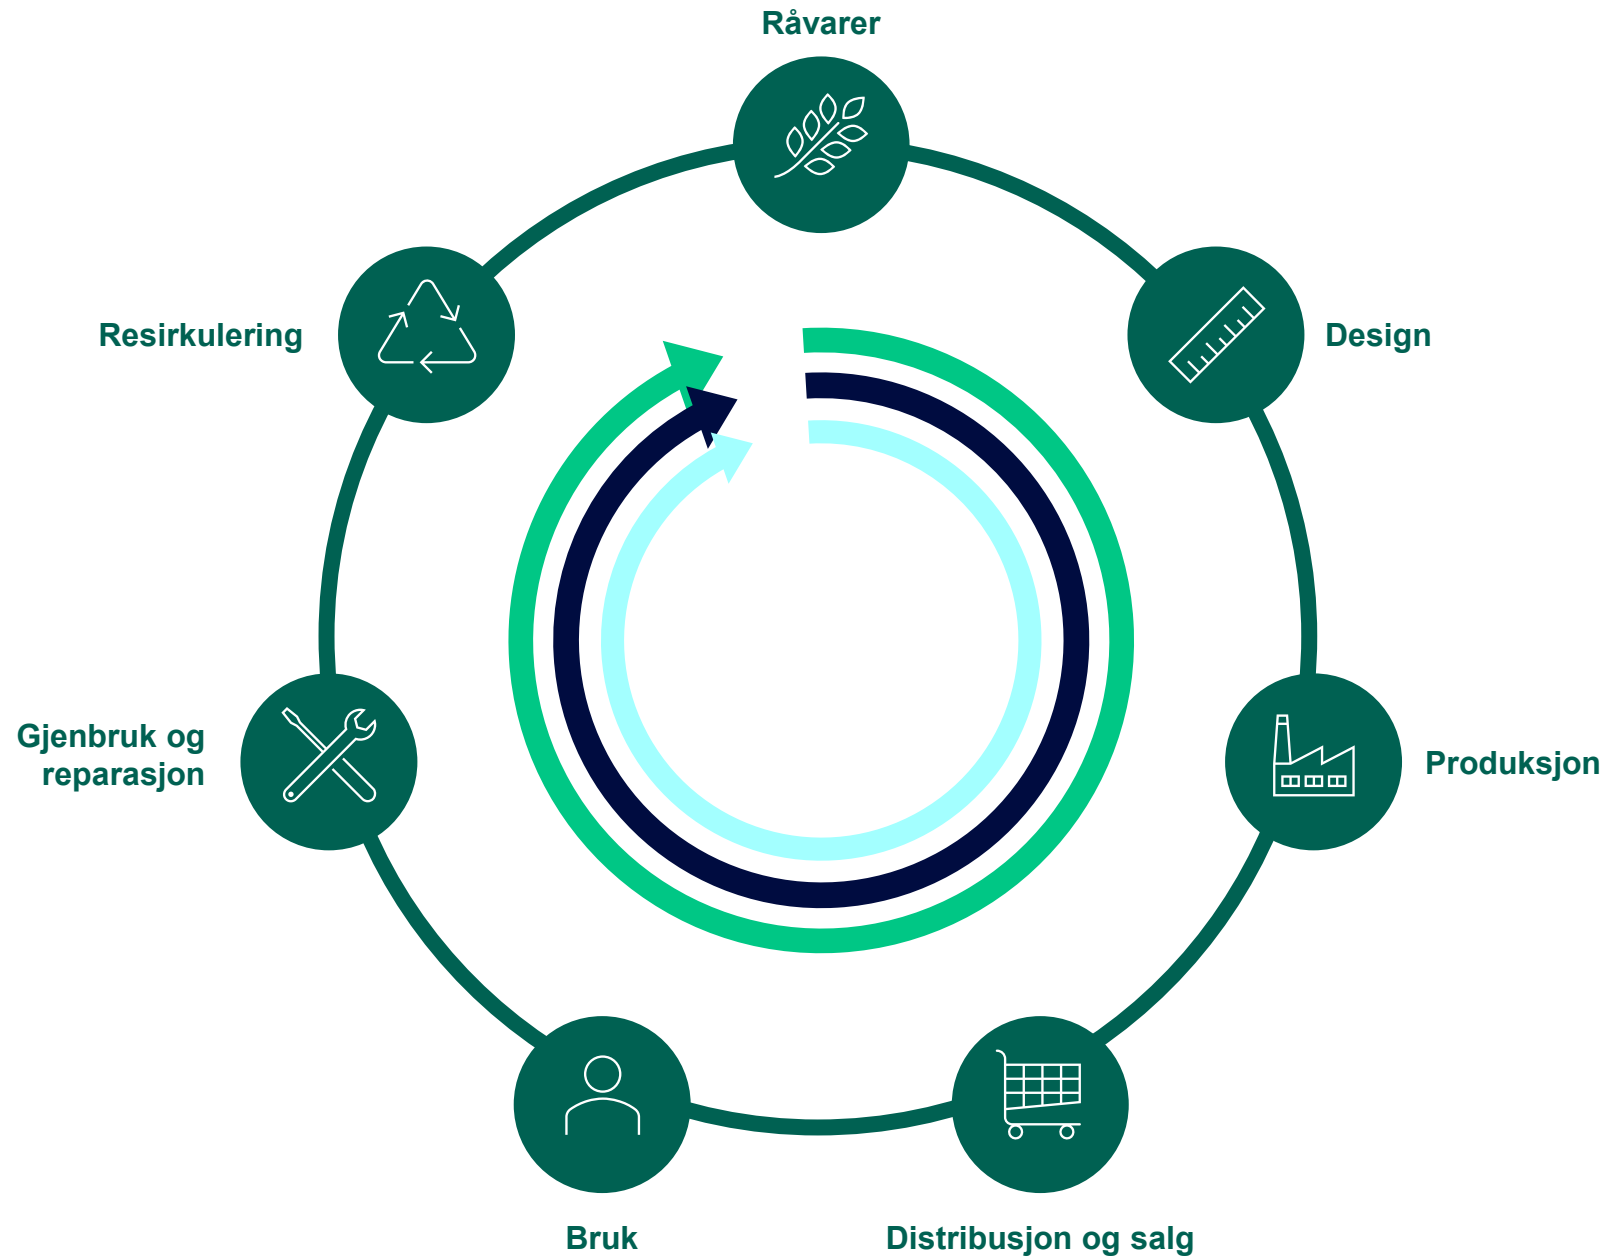 Råvarer
Design
Produksjon
Distribusjon og salg
Bruk
Gjenbruk og
reparasjon
Resirkulering